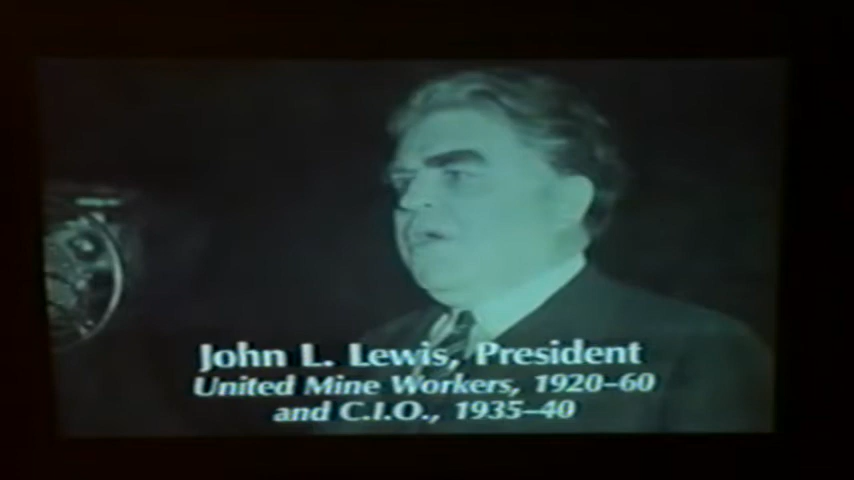 John L. Lewis, President
United Mine Workers, 1920–60
and C.I.O., 1935–40